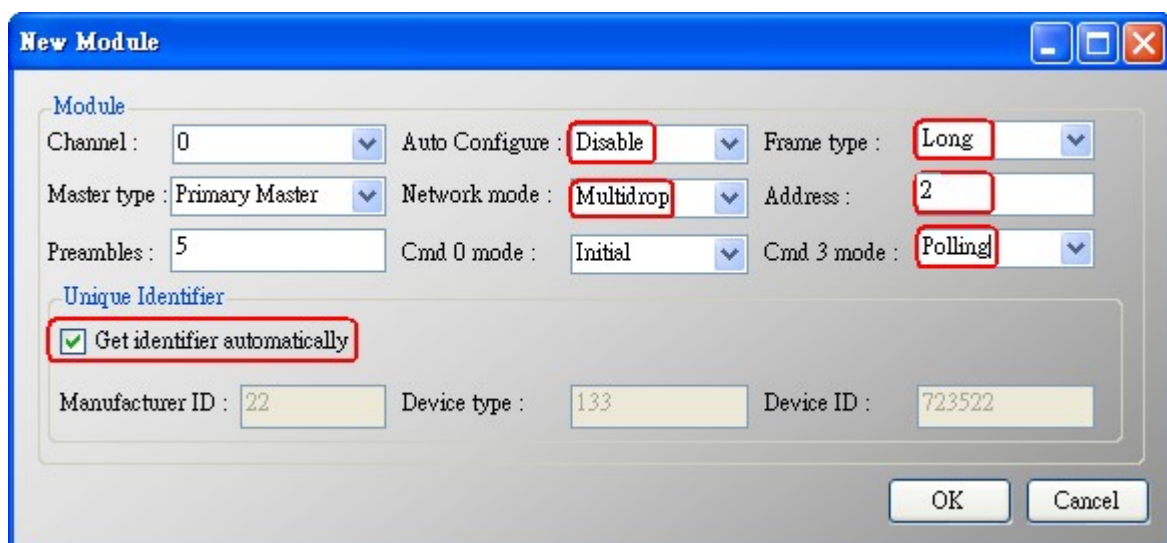 New Module
Module
Channel : 0 Auto Configure : Disable Frame type : Long
Master type : Primary Master Network mode : Multidrop Address : 2
Preambles : 5 Cmd 0 mode : Initial Cmd 3 mode : Polling
Unique Identifier
Get identifier automatically
Manufacturer ID : 22 Device type : 133 Device ID : 723522
OK Cancel